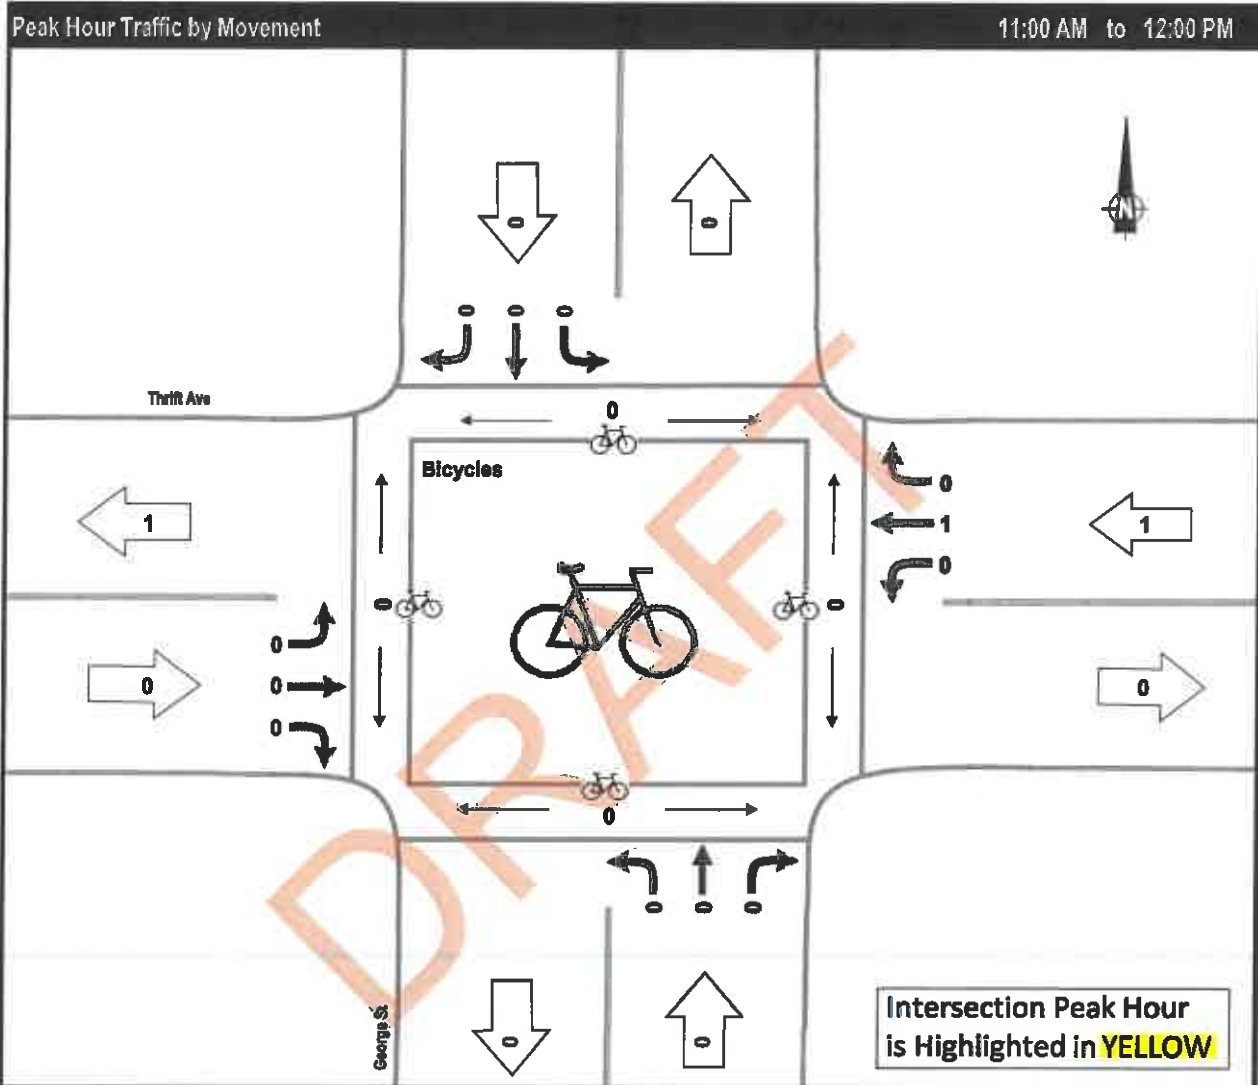 Peak Hour Traffic by Movement 11:00 AM to 12:00 PM
0 0
N
0 0 0
Thrift Ave
0
Bicycles
0
1 1 1
0
0 0
0
0 0 0
0
0
0 0 0
DRAFT
George St
0 0
Intersection Peak Hour
is Highlighted in YELLOW